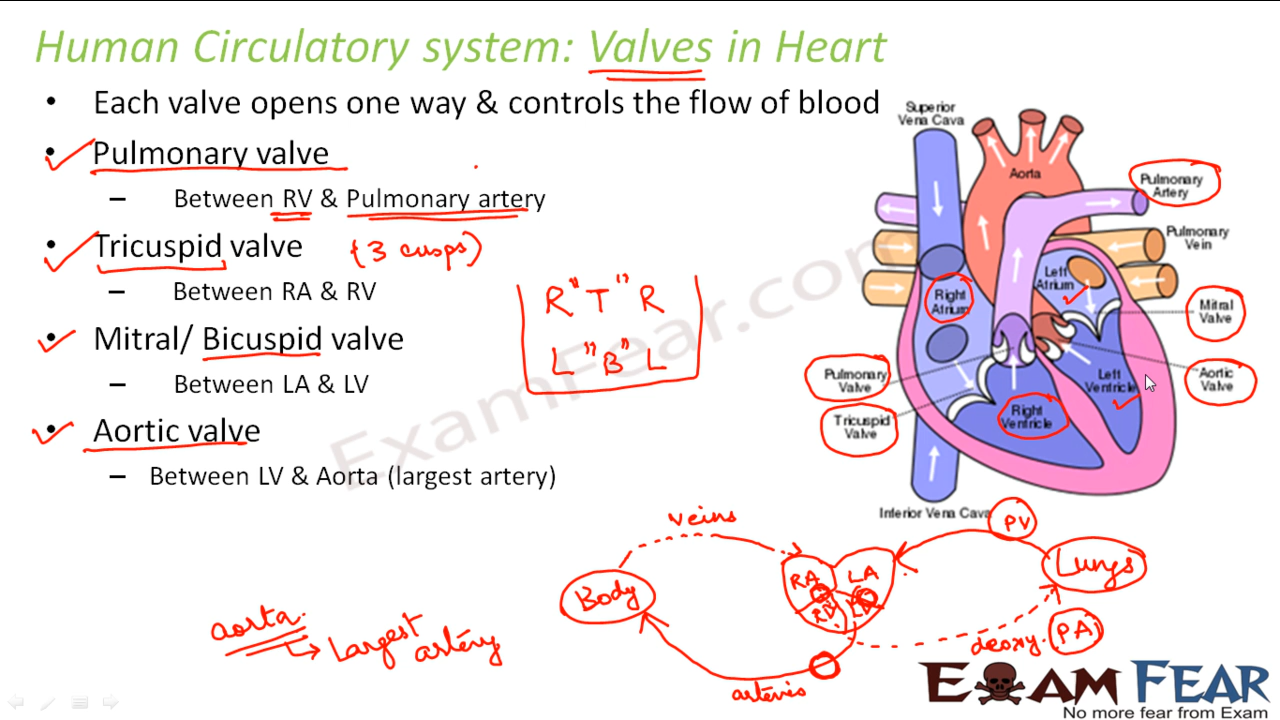 Human Circulatory system: Valves in Heart
• Each valve opens one way & controls the flow of blood
• Pulmonary valve
– Between RV & Pulmonary artery
• Tricuspid valve (3 cusps)
– Between RA & RV
• Mitral/ Bicuspid valve
– Between LA & LV
• Aortic valve
– Between LV & Aorta (largest artery)
R "T" R
L "B" L
Superior
Vena Cava
Aorta
Pulmonary
Artery
Pulmonary
Vein
Left
Atrium
Right
Atrium
Mitral
Valve
Pulmonary
Valve
Left
Ventricle
Aortic
Valve
Tricuspid
Valve
Right
Ventricle
Inferior Vena Cava
ExamFear.com
veins
PV
Body
RA LA
RV
Lungs
deoxy. PA
aorta
Largest
artery
EXAM FEAR
No more fear from Exam